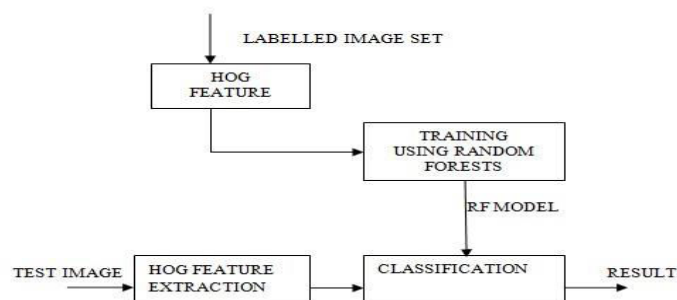 LABELLED IMAGE SET
HOG
FEATURE
TRAINING
USING RANDOM
FORESTS
RF MODEL
TEST IMAGE
HOG FEATURE
EXTRACTION
CLASSIFICATION
RESULT